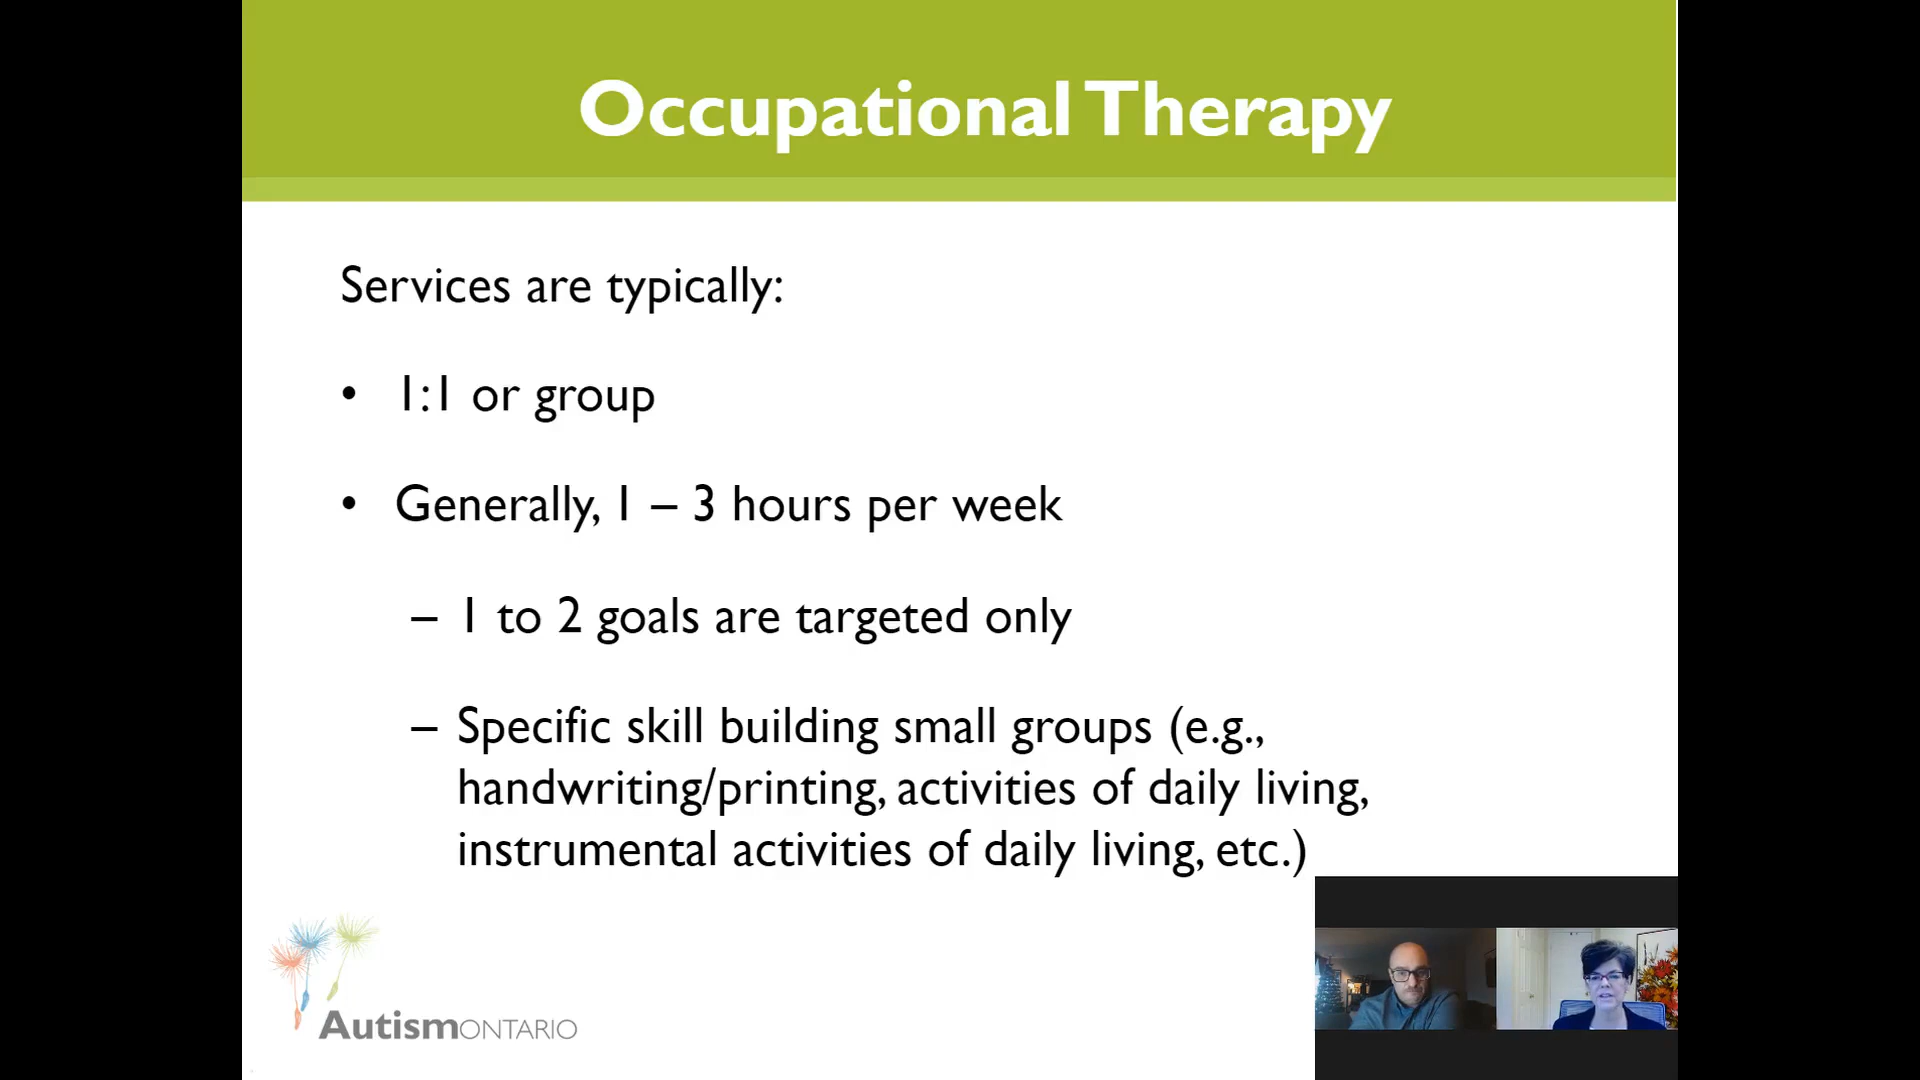 Occupational Therapy
Services are typically:
• 1:1 or group
• Generally, 1 – 3 hours per week
– 1 to 2 goals are targeted only
– Specific skill building small groups (e.g.,
handwriting/printing, activities of daily living,
instrumental activities of daily living, etc.)
AutismONTARIO